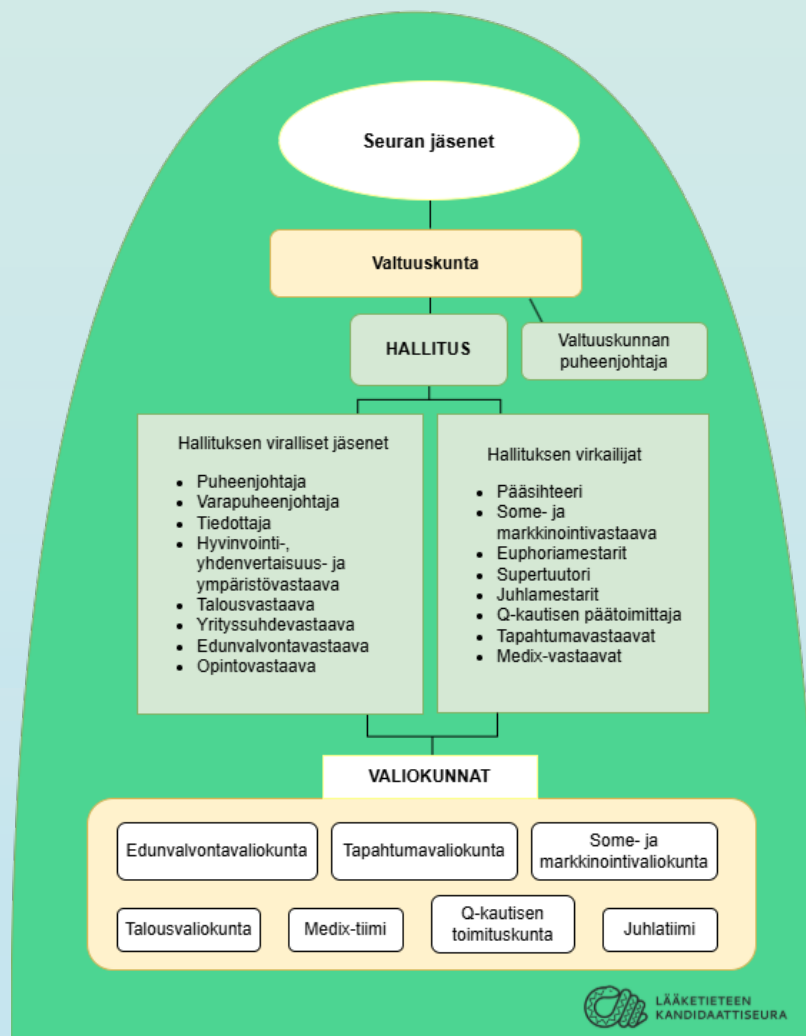 Seuran jäsenet
Valtuuskunta
HALLITUS
Valtuuskunnan
puheenjohtaja
Hallituksen viralliset jäsenet
• Puheenjohtaja
• Varapuheenjohtaja
• Tiedottaja
• Hyvinvointi-,
yhdenvertaisuus- ja
ympäristövastaava
• Talousvastaava
• Yrityssuhdevastaava
• Edunvalvontavastaava
• Opintovastaava
Hallituksen virkailijat
• Pääsihteeri
• Some- ja
markkinointivastaava
• Euphoriamestarit
• Supertuutori
• Juhlamestarit
• Q-kautisen päätoimittaja
• Tapahtumavastaavat
• Medix-vastaavat
VALIOKUNNAT
Edunvalvontavaliokunta
Tapahtumavaliokunta
Some- ja
markkinointivaliokunta
Talousvaliokunta
Medix-tiimi
Q-kautisen
toimituskunta
Juhlatiimi
LÄÄKETIETEEN
KANDIDAATTISEURA